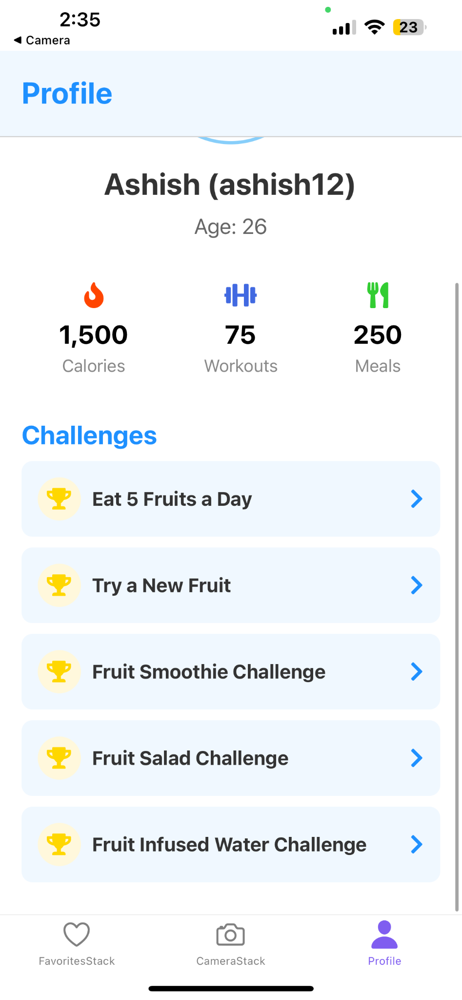 2:35
23
Camera
Profile
Ashish (ashish12)
Age: 26
1,500
75
250
Calories
Workouts
Meals
Challenges
Eat 5 Fruits a Day
Try a New Fruit
Fruit Smoothie Challenge
Fruit Salad Challenge
Fruit Infused Water Challenge
FavoritesStack
CameraStack
Profile